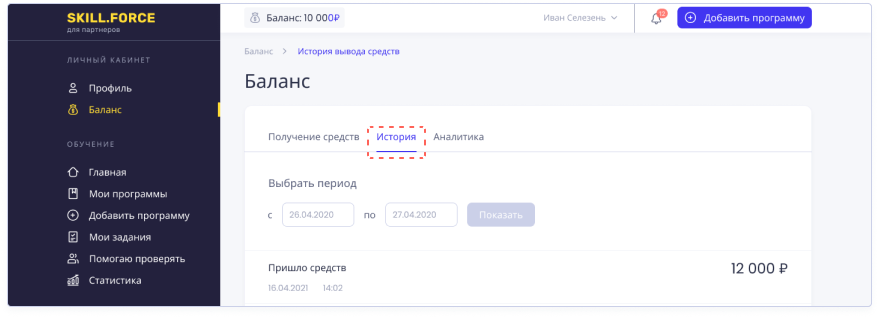 SKILL.FORCE
для партнеров
ЛИЧНЫЙ КАБИНЕТ
Профиль
Баланс
ОБУЧЕНИЕ
Главная
Мои программы
Добавить программу
Мои задания
Помогаю проверять
Статистика
Баланс: 10 000₽
Иван Селезень
12
Добавить программу
Баланс > История вывода средств
Баланс
Получение средств История Аналитика
Выбрать период
с 26.04.2020 по 27.04.2020 Показать
Пришло средств 12 000 ₽
16.04.2021 14:02